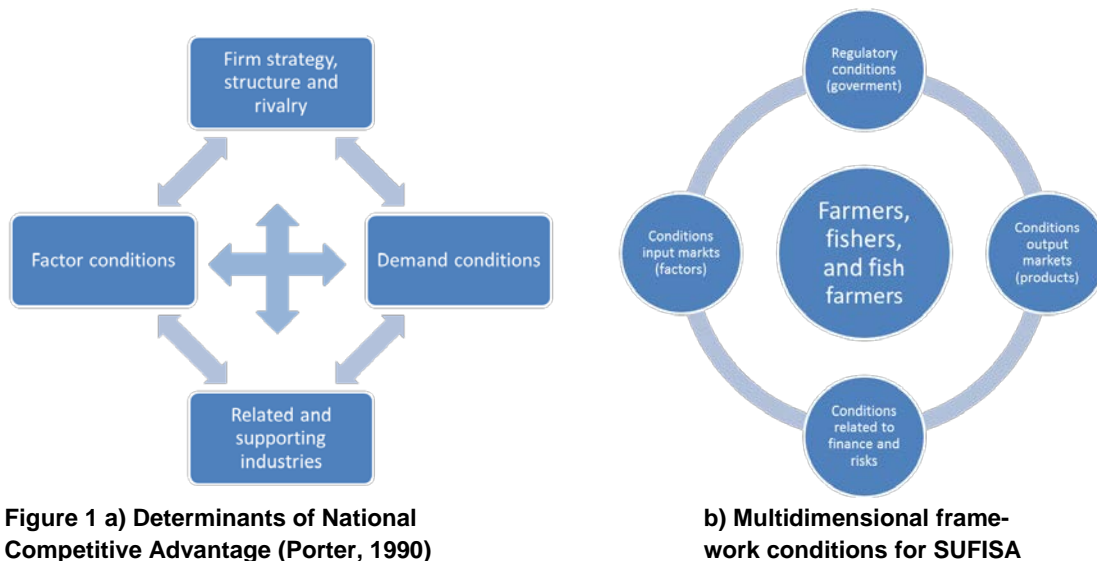 Firm strategy,
structure and
rivalry
Factor conditions
Demand conditions
Related and
supporting
industries
Figure 1 a) Determinants of National
Competitive Advantage (Porter, 1990)
Regulatory
conditions
(goverment)
Conditions
input markts
(factors)
Farmers,
fishers,
and fish
farmers
Conditions
output
markets
(products)
Conditions
related to
finance and
risks
b) Multidimensional frame-
work conditions for SUFISA